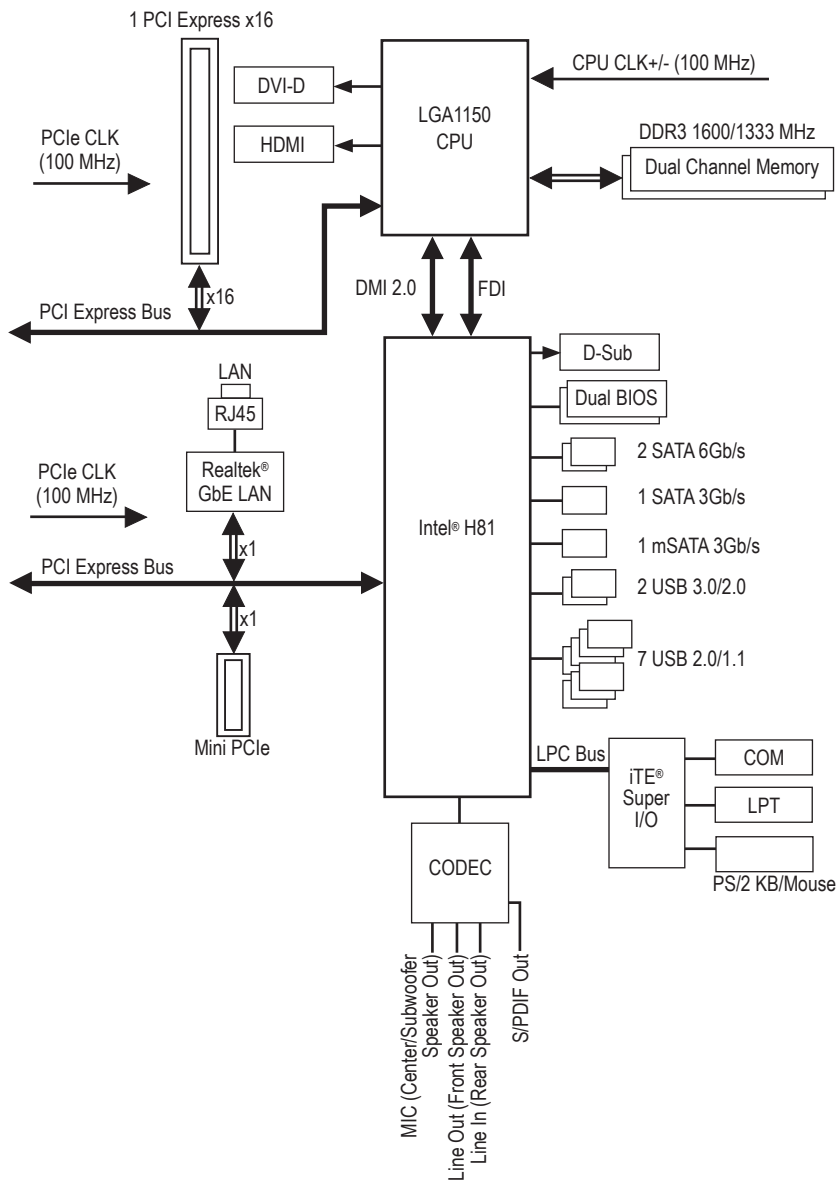 1 PCI Express x16
PCIe CLK
(100 MHz)
DVI-D
HDMI
LGA1150
CPU
CPU CLK+/- (100 MHz)
DDR3 1600/1333 MHz
Dual Channel Memory
x16
PCI Express Bus
DMI 2.0
FDI
LAN
RJ45
Realtek®
GbE LAN
PCIe CLK
(100 MHz)
x1
PCI Express Bus
x1
Mini PCIe
Intel® H81
D-Sub
Dual BIOS
2 SATA 6Gb/s
1 SATA 3Gb/s
1 mSATA 3Gb/s
2 USB 3.0/2.0
7 USB 2.0/1.1
LPC Bus
iTE®
Super
I/O
COM
LPT
PS/2 KB/Mouse
CODEC
MIC (Center/Subwoofer
Speaker Out)
Line Out (Front Speaker Out)
Line In (Rear Speaker Out)
S/PDIF Out